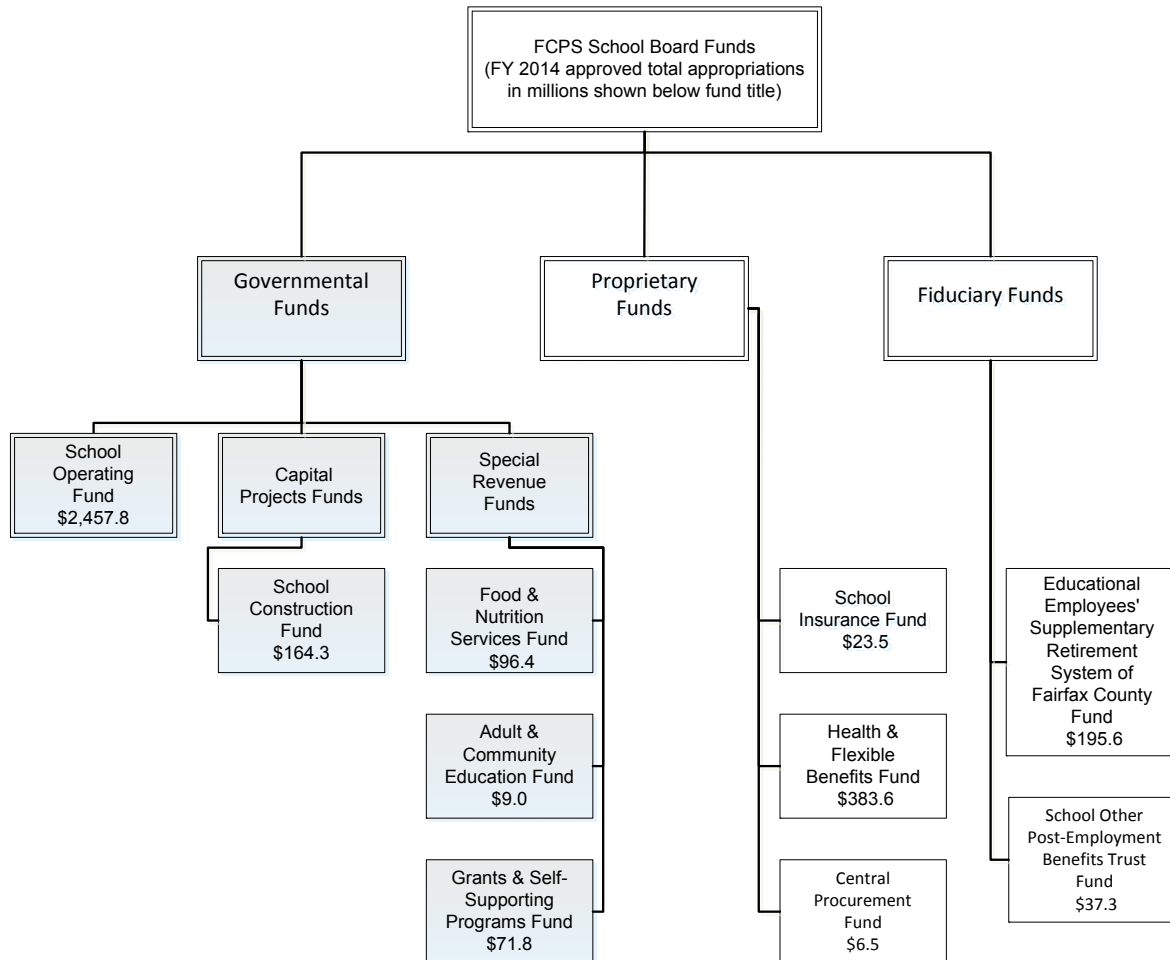 FCPS School Board Funds
(FY 2014 approved total appropriations
in millions shown below fund title)
Governmental
Funds
Proprietary
Funds
Fiduciary Funds
School
Operating
Fund
$2,457.8
Capital
Projects Funds
Special
Revenue
Funds
School
Construction
Fund
$164.3
Food &
Nutrition
Services Fund
$96.4
Adult &
Community
Education Fund
$9.0
Grants & Self-
Supporting
Programs Fund
$71.8
School
Insurance Fund
$23.5
Health &
Flexible
Benefits Fund
$383.6
Central
Procurement
Fund
$6.5
Educational
Employees'
Supplementary
Retirement
System of
Fairfax County
Fund
$195.6
School Other
Post-Employment
Benefits Trust
Fund
$37.3